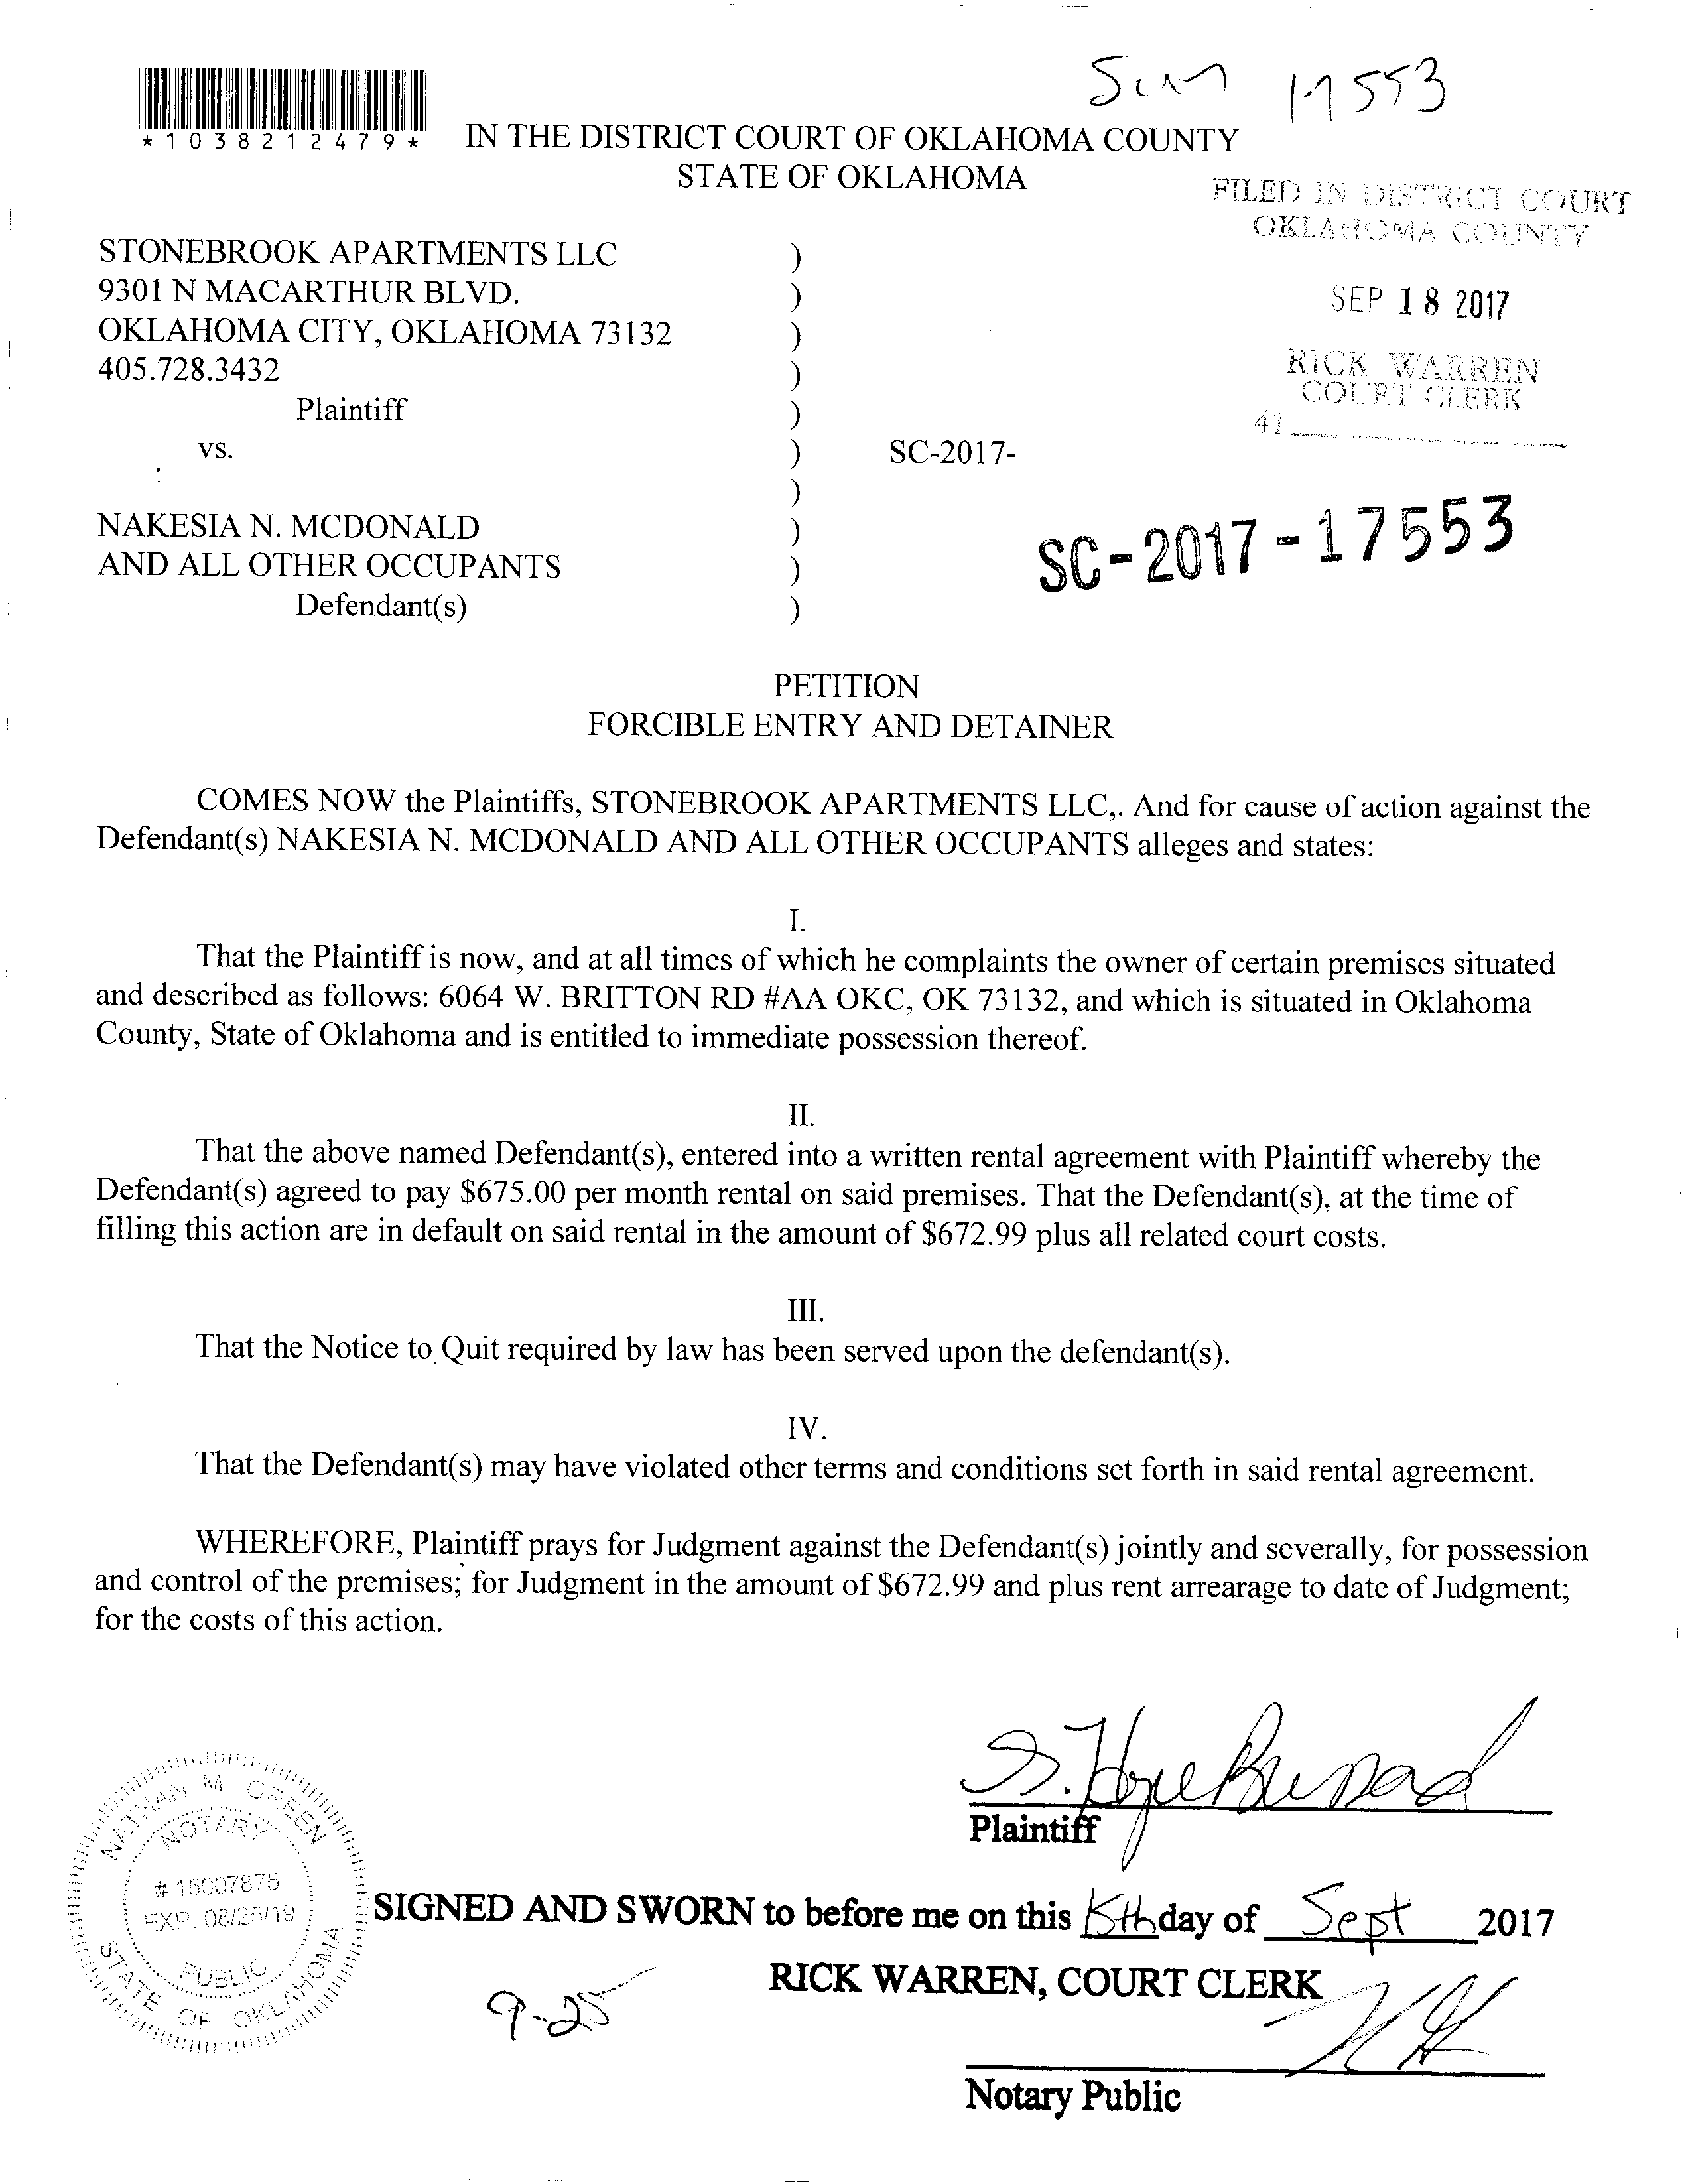 17553
*1038212479*
IN THE DISTRICT COURT OF OKLAHOMA COUNTY
STATE OF OKLAHOMA
FILED IN DISTRICT COURT
OKLAHOMA COUNTY
STONEBROOK APARTMENTS LLC )
9301 N MACARTHUR BLVD. )
SEP 18 2017
OKLAHOMA CITY, OKLAHOMA 73132 )
405.728.3432 )
RICK WARREN
COURT CLERK
Plaintiff )
41
vs. ) SC-2017-
)
NAKESIA N. MCDONALD )
SC-2017-17553
AND ALL OTHER OCCUPANTS )
Defendant(s) )
PETITION
FORCIBLE ENTRY AND DETAINER
COMES NOW the Plaintiffs, STONEBROOK APARTMENTS LLC,. And for cause of action against the
Defendant(s) NAKESIA N. MCDONALD AND ALL OTHER OCCUPANTS alleges and states:
I.
That the Plaintiff is now, and at all times of which he complaints the owner of certain premises situated
and described as follows: 6064 W. BRITTON RD #AA OKC, OK 73132, and which is situated in Oklahoma
County, State of Oklahoma and is entitled to immediate possession thereof.
II.
That the above named Defendant(s), entered into a written rental agreement with Plaintiff whereby the
Defendant(s) agreed to pay $675.00 per month rental on said premises. That the Defendant(s), at the time of
filling this action are in default on said rental in the amount of $672.99 plus all related court costs.
III.
That the Notice to Quit required by law has been served upon the defendant(s).
IV.
That the Defendant(s) may have violated other terms and conditions set forth in said rental agreement.
WHEREFORE, Plaintiff prays for Judgment against the Defendant(s) jointly and severally, for possession
and control of the premises; for Judgment in the amount of $672.99 and plus rent arrearage to date of Judgment;
for the costs of this action.
Plaintiff
NATHAN M. GREEN
NOTARY
EXP.
PUBLIC
STATE OF OKLAHOMA
SIGNED AND SWORN to before me on this day of Sept 2017
RICK WARREN, COURT CLERK
9-25
Notary Public